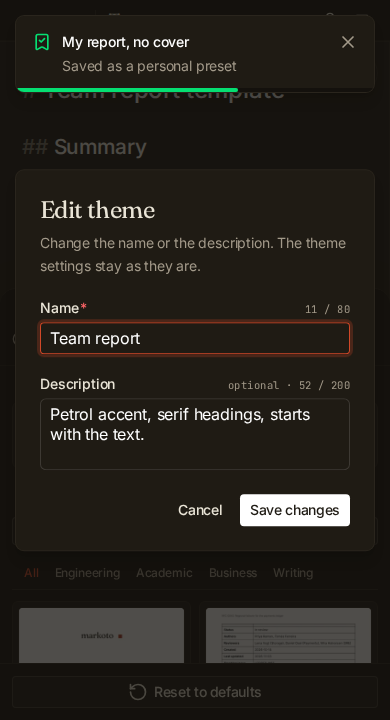 My report, no cover
Saved as a personal preset
# Team report template
## Summary
Edit theme
Change the name or the description. The theme
settings stay as they are.
Name* 11 / 80
Team report
Description optional · 52 / 200
Petrol accent, serif headings, starts
with the text.
Cancel Save changes
All Engineering Academic Business Writing
markoto
Reset to defaults